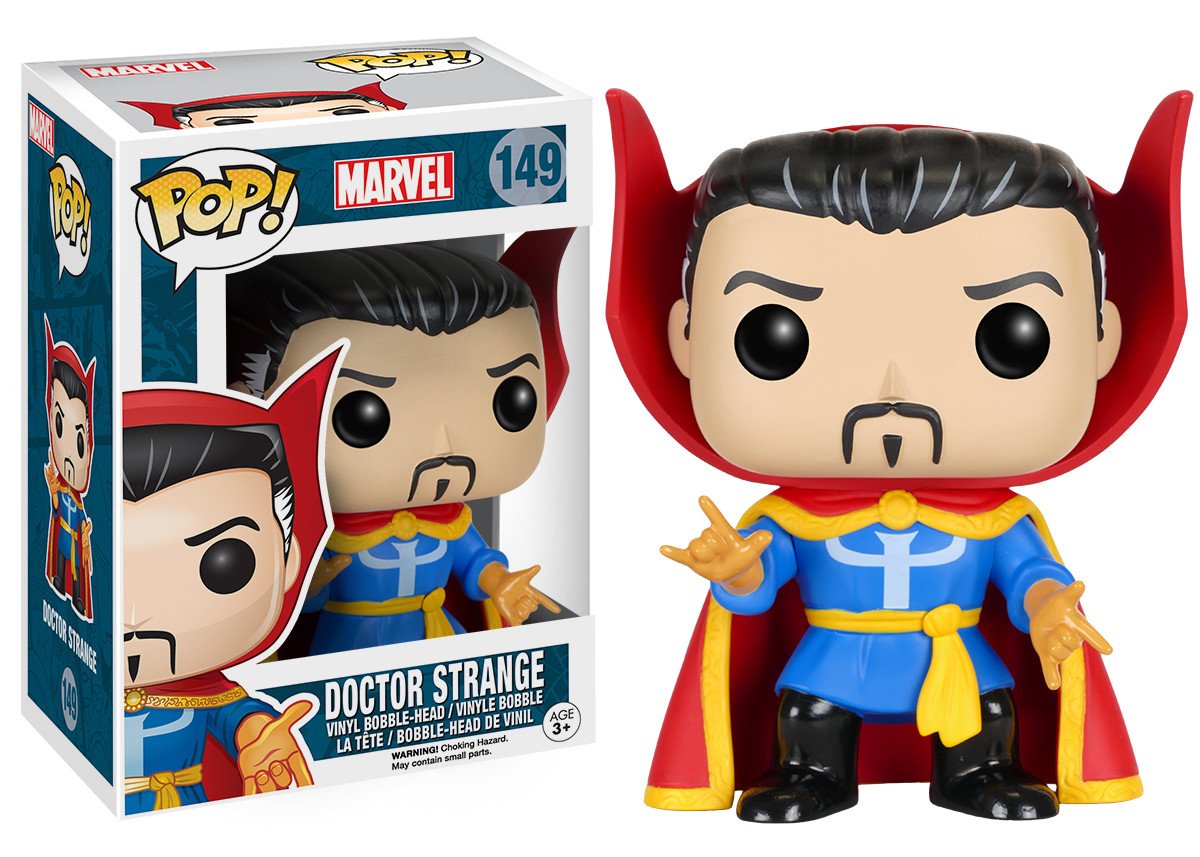 MARVEL
POP!
MARVEL
POP!
MARVEL
149
DOCTOR STRANGE
149
DOCTOR STRANGE
VINYL BOBBLE-HEAD / VINYLE BOBBLE
LA TÊTE / BOBBLE-HEAD DE VINIL
AGE
3+
WARNING! Choking Hazard.
May contain small parts.
POP!